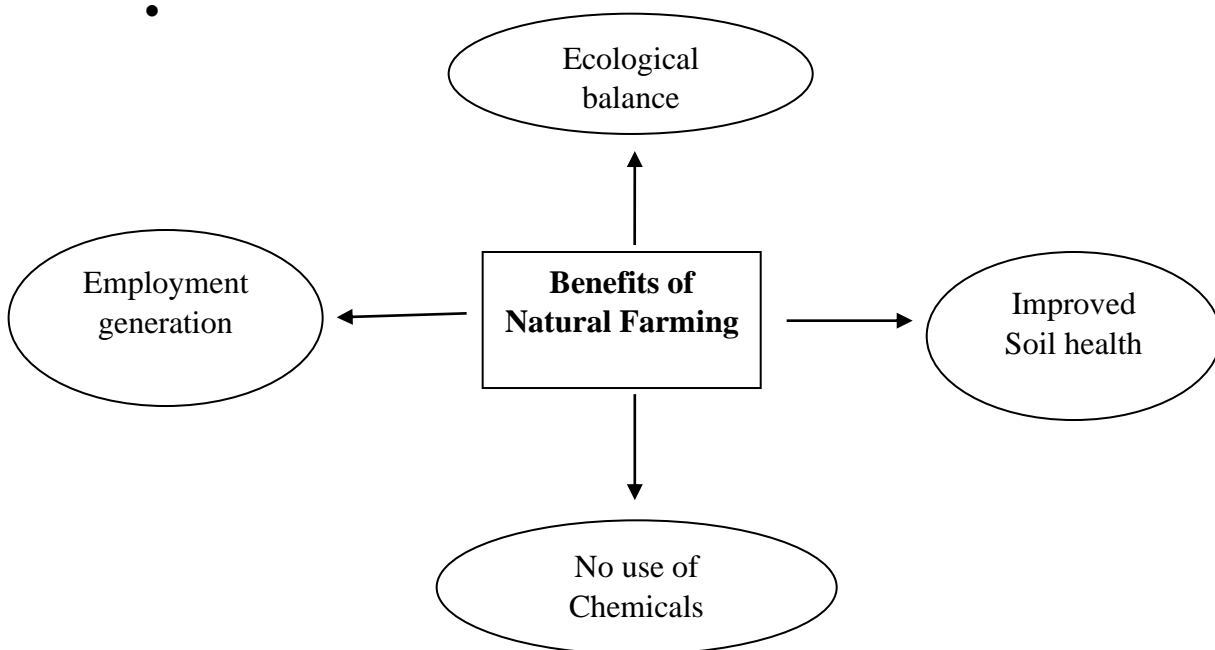 Ecological
balance
Employment
generation
Benefits of
Natural Farming
Improved
Soil health
No use of
Chemicals